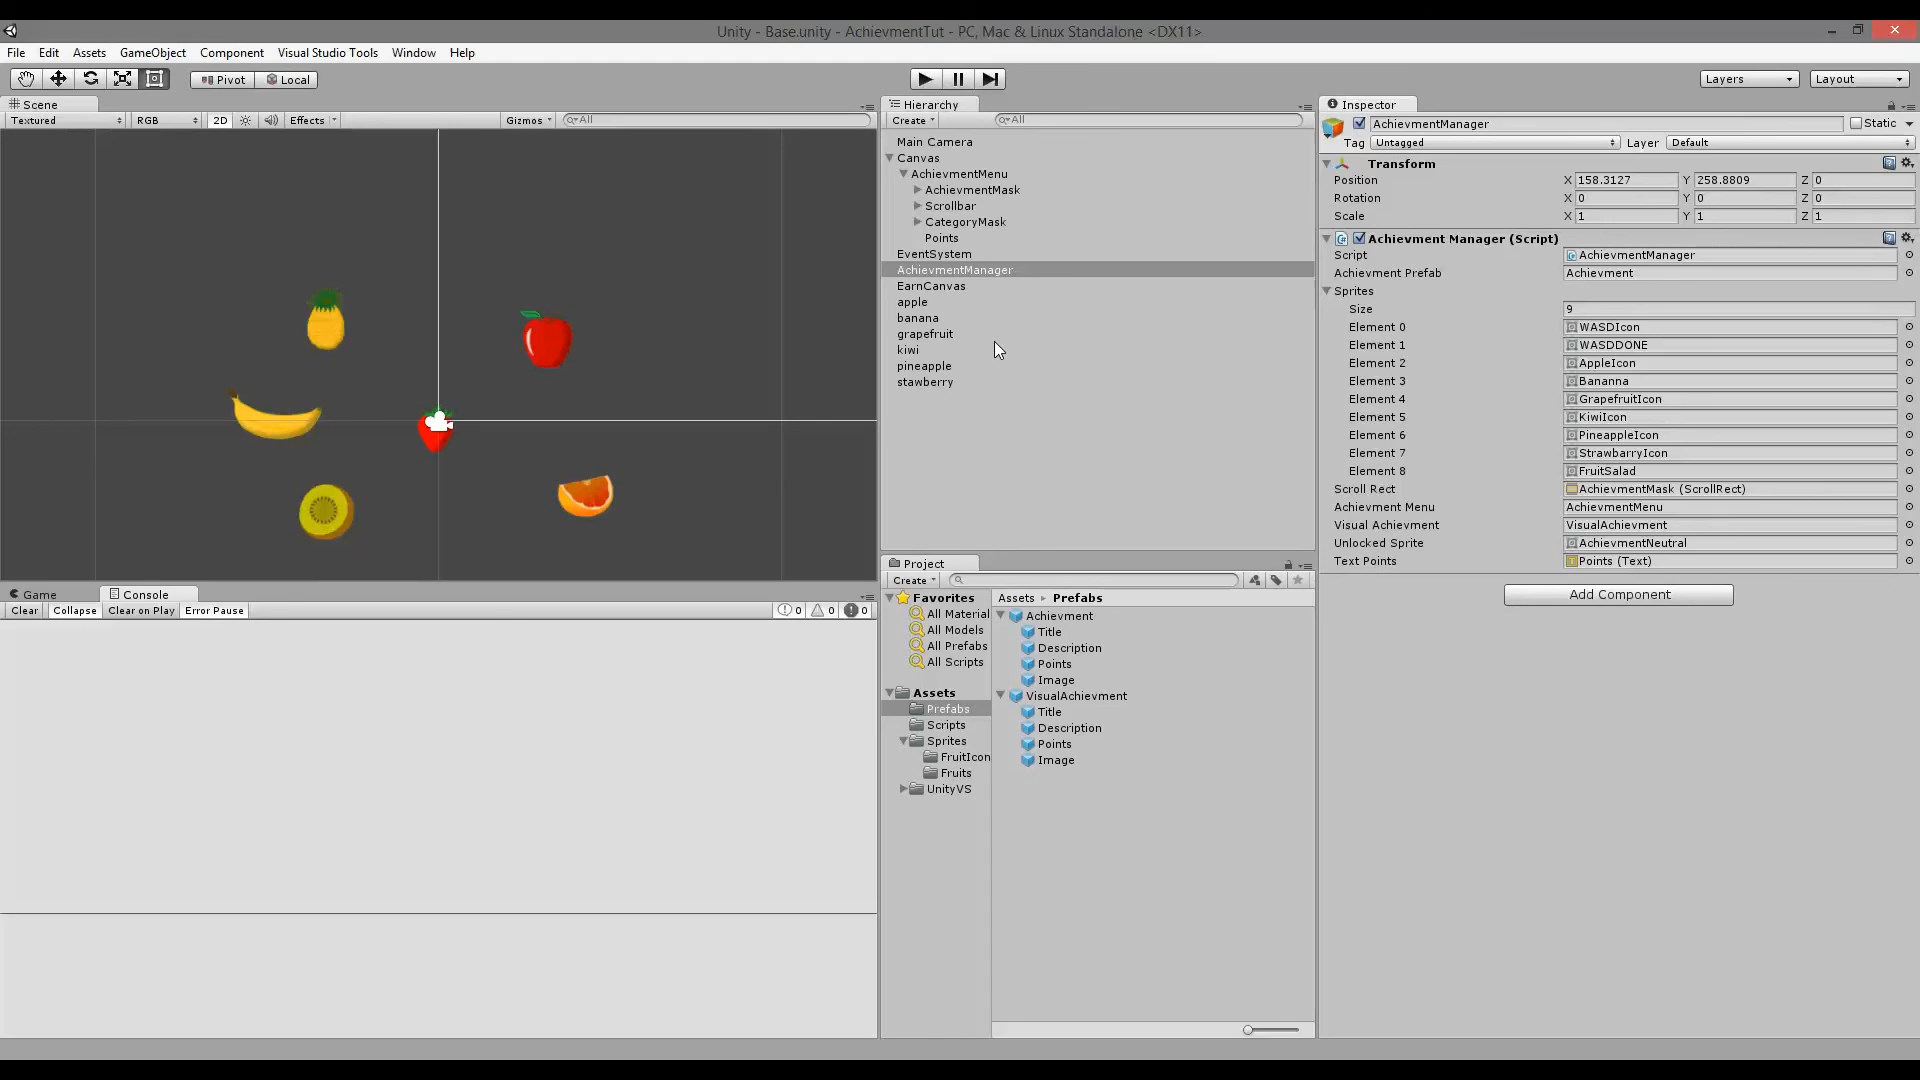 Unity - Base.unity - AchievmentTut - PC, Mac & Linux Standalone <DX11>
File Edit Assets GameObject Component Visual Studio Tools Window Help
Pivot Local Layers Layout
Scene
Textured RGB 2D Effects Gizmos All
Hierarchy
Create All
Main Camera
Canvas
AchievmentMenu
AchievmentMask
Scrollbar
CategoryMask
Points
EventSystem
AchievmentManager
EarnCanvas
apple
banana
grapefruit
kiwi
pineapple
stawberry
Inspector
AchievmentManager Static
Tag Untagged Layer Default
Transform
Position X 158.3127 Y 258.8809 Z 0
Rotation X 0 Y 0 Z 0
Scale X 1 Y 1 Z 1
Achievment Manager (Script)
Script AchievmentManager
Achievment Prefab Achievment
Sprites
Size 9
Element 0 WASDIcon
Element 1 WASDDONE
Element 2 AppleIcon
Element 3 Bananna
Element 4 GrapefruitIcon
Element 5 KiwiIcon
Element 6 PineappleIcon
Element 7 StrawbarryIcon
Element 8 FruitSalad
Scroll Rect AchievmentMask (ScrollRect)
Achievment Menu AchievmentMenu
Visual Achievment VisualAchievment
Unlocked Sprite AchievmentNeutral
Text Points Points (Text)
Add Component
Game Console
Clear Collapse Clear on Play Error Pause 0 0 0
Project
Create
Favorites
All Material
All Models
All Prefabs
All Scripts
Assets
Prefabs
Scripts
Sprites
FruitIcon
Fruits
UnityVS
Assets Prefabs
Achievment
Title
Description
Points
Image
VisualAchievment
Title
Description
Points
Image